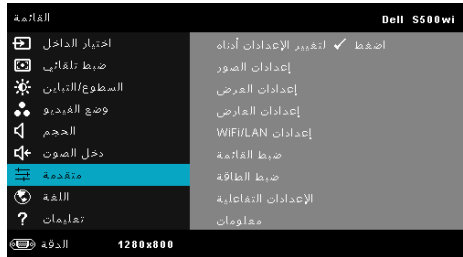 القائمة
Dell S500wi
اختيار الداخل
ضبط تلقائي
السطوع/التباين
وضع الفيديو
الحجم
دخل الصوت
متقدمة
اللغة
تعليمات
اضغط ✓ لتغيير الإعدادات أدناه
إعدادات الصور
إعدادات العرض
إعدادات العارض
إعدادات WiFi/LAN
ضبط القائمة
ضبط الطاقة
الإعدادات التفاعلية
معلومات
الدقة 1280x800